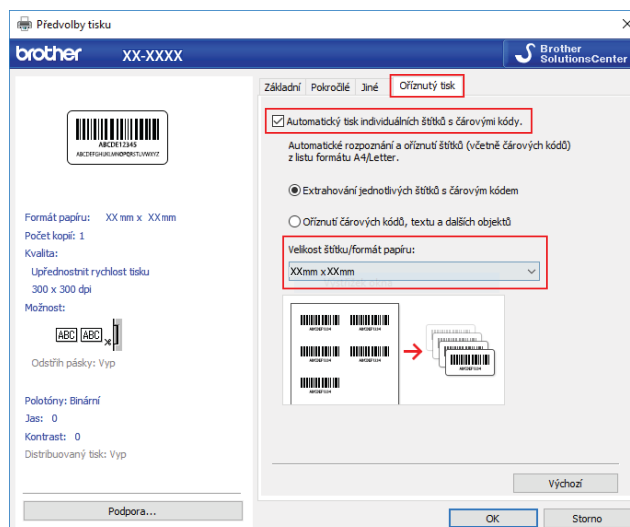 Předvolby tisku
brother XX-XXXX
Brother
SolutionsCenter
ABCDE12345
Formát papíru: XX mm x XX mm
Počet kopií: 1
Kvalita:
Upřednostnit rychlost tisku
300 x 300 dpi
Možnost:
ABC ABC
Odstřih pásky: Vyp
Polotóny: Binární
Jas: 0
Kontrast: 0
Distribuovaný tisk: Vyp
Podpora...
Základní Pokročilé Jiné Oříznutý tisk
Automatický tisk individuálních štítků s čárovými kódy.
Automatické rozpoznání a oříznutí štítků (včetně čárových kódů)
z listu formátu A4/Letter.
Extrahování jednotlivých štítků s čárovým kódem
Oříznutí čárových kódů, textu a dalších objektů
Velikost štítku/formát papíru:
XXmm x XXmm
Výchozí
OK Storno